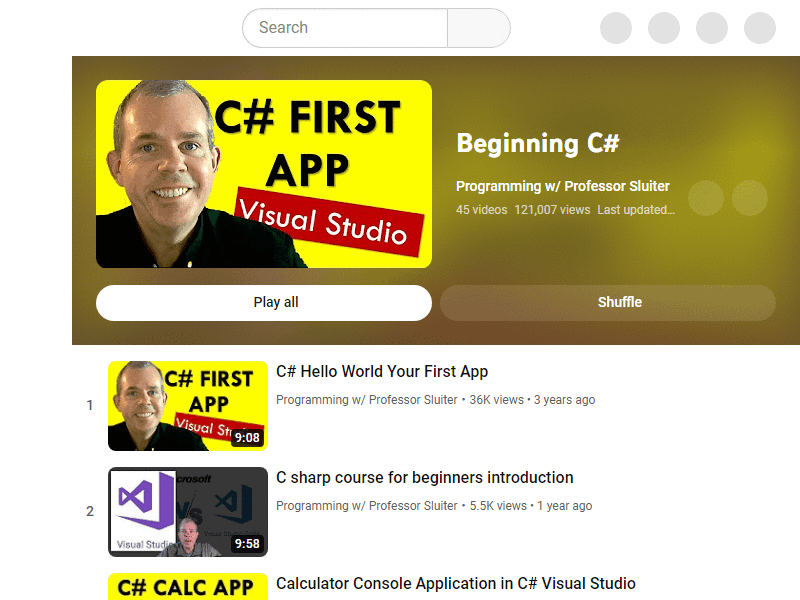 Search
C# FIRST
APP
Visual Studio
Beginning C#
Programming w/ Professor Sluiter
45 videos 121,007 views Last updated...
Play all
Shuffle
1
C# FIRST
APP
Visual Stu
9:08
C# Hello World Your First App
Programming w/ Professor Sluiter • 36K views • 3 years ago
2
crosoft
Vs
Visual Studio
9:58
C sharp course for beginners introduction
Programming w/ Professor Sluiter • 5.5K views • 1 year ago
C# CALC APP
Calculator Console Application in C# Visual Studio